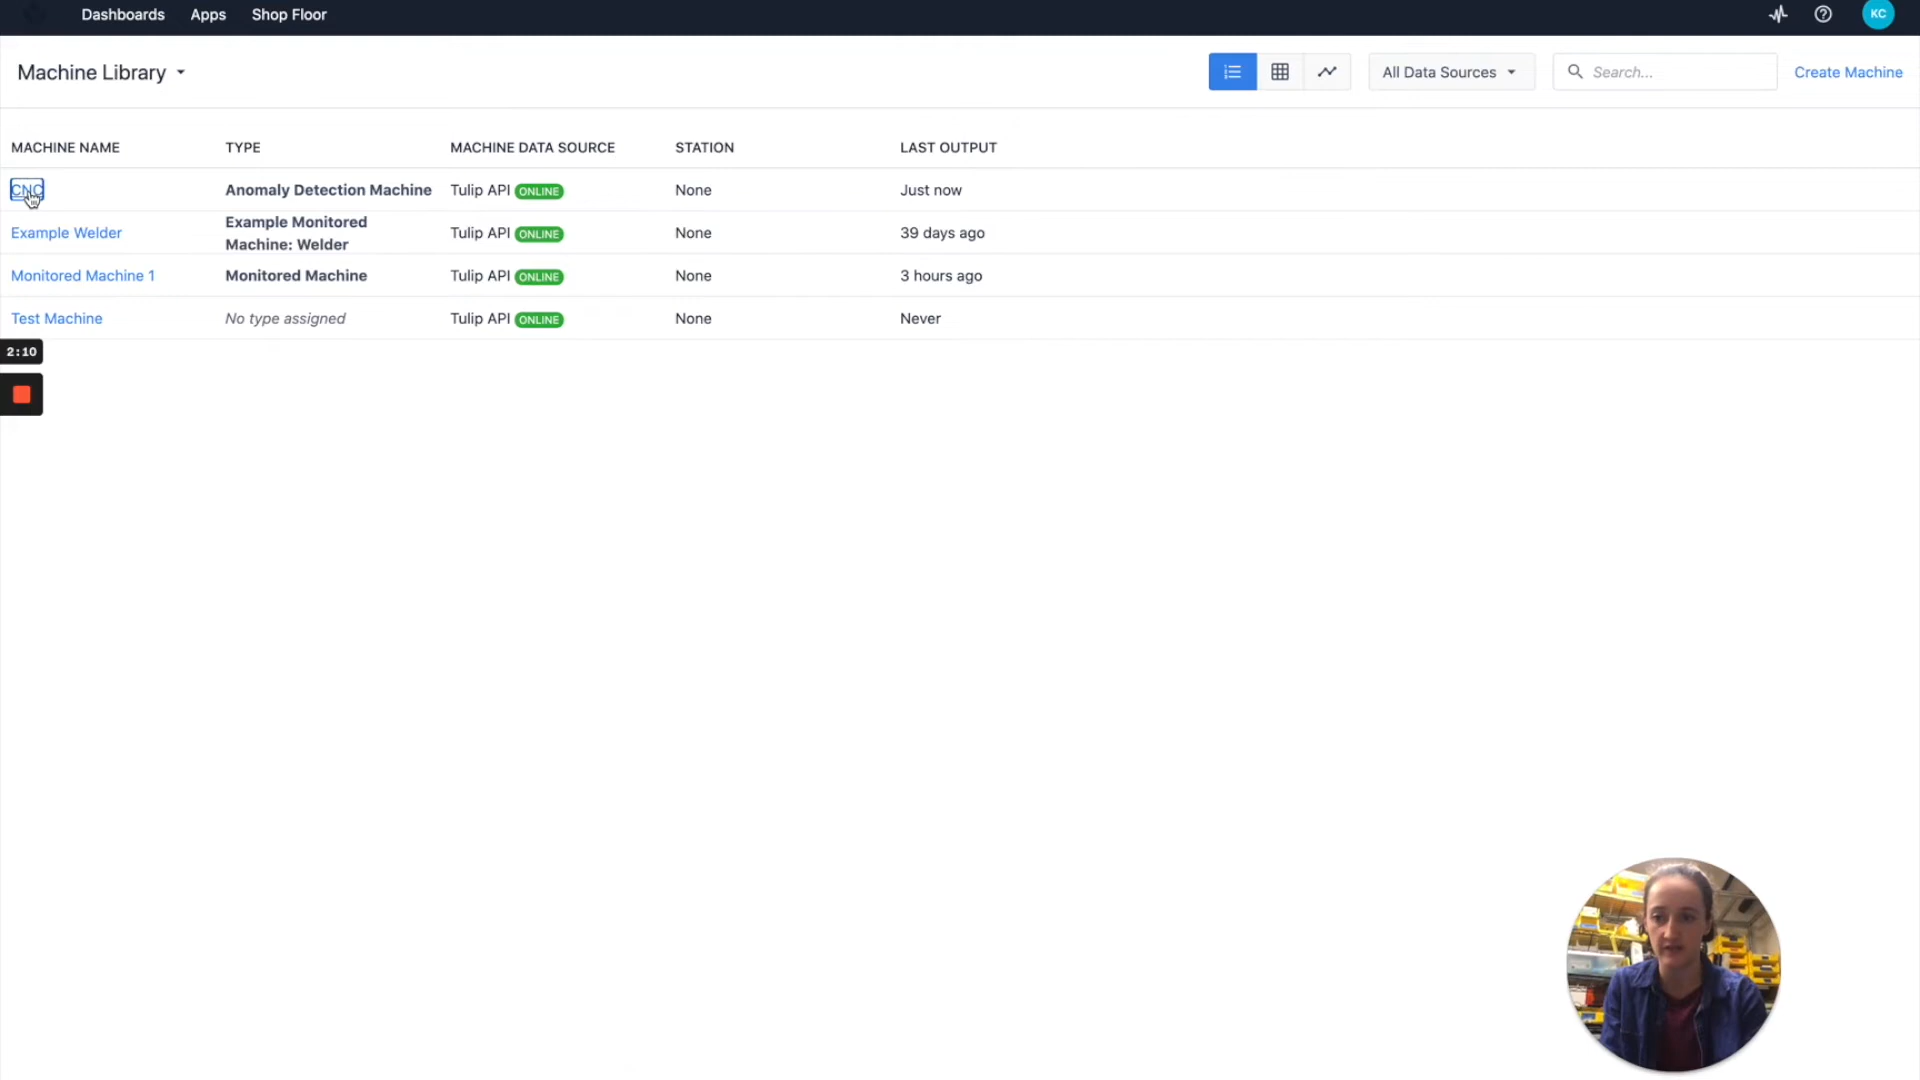 Dashboards Apps Shop Floor KC
Machine Library All Data Sources Search... Create Machine
MACHINE NAME TYPE MACHINE DATA SOURCE STATION LAST OUTPUT
CNC Anomaly Detection Machine Tulip API ONLINE None Just now
Example Welder Example Monitored Machine: Welder Tulip API ONLINE None 39 days ago
Monitored Machine 1 Monitored Machine Tulip API ONLINE None 3 hours ago
Test Machine No type assigned Tulip API ONLINE None Never
2:10